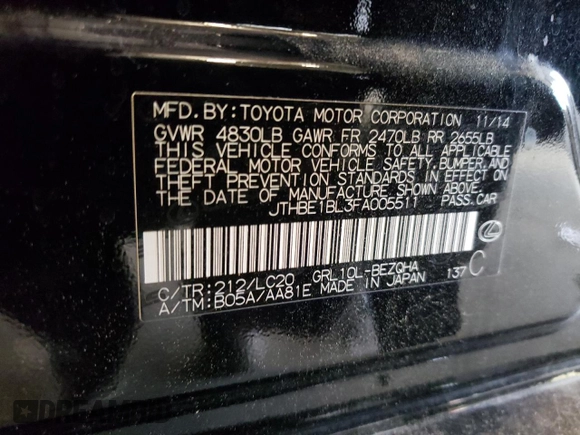 MFD. BY: TOYOTA MOTOR CORPORATION 11/14
GVWR 4830LB GAWR FR 2470LB RR 2655LB
THIS VEHICLE CONFORMS TO ALL APPLICABLE
FEDERAL MOTOR VEHICLE SAFETY, BUMPER, AND
THEFT PREVENTION STANDARDS IN EFFECT ON
THE DATE OF MANUFACTURE SHOWN ABOVE.
JTHBE1BL3FA005511 PASS. CAR
C/TR: 212/LC20 GRL10L-BEZQHA 137 C
A/TM: B05A/AA81E MADE IN JAPAN